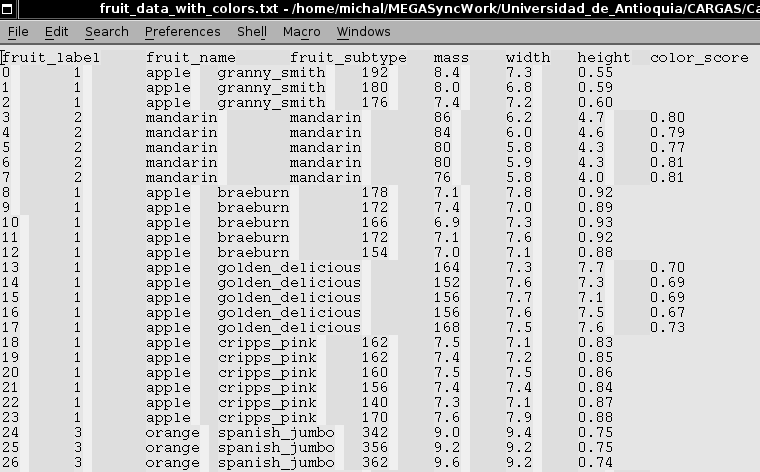 fruit_data_with_colors.txt - /home/michal/MEGASyncWork/Universidad_de_Antioquia/CARGAS/Ca
File Edit Search Preferences Shell Macro Windows
fruit_label fruit_name fruit_subtype mass width height color_score
0 1 apple granny_smith 192 8.4 7.3 0.55
1 1 apple granny_smith 180 8.0 6.8 0.59
2 1 apple granny_smith 176 7.4 7.2 0.60
3 2 mandarin mandarin 86 6.2 4.7 0.80
4 2 mandarin mandarin 84 6.0 4.6 0.79
5 2 mandarin mandarin 80 5.8 4.3 0.77
6 2 mandarin mandarin 80 5.9 4.3 0.81
7 2 mandarin mandarin 76 5.8 4.0 0.81
8 1 apple braeburn 178 7.1 7.8 0.92
9 1 apple braeburn 172 7.4 7.0 0.89
10 1 apple braeburn 166 6.9 7.3 0.93
11 1 apple braeburn 172 7.1 7.6 0.92
12 1 apple braeburn 154 7.0 7.1 0.88
13 1 apple golden_delicious 164 7.3 7.7 0.70
14 1 apple golden_delicious 152 7.6 7.3 0.69
15 1 apple golden_delicious 156 7.7 7.1 0.69
16 1 apple golden_delicious 156 7.6 7.5 0.67
17 1 apple golden_delicious 168 7.5 7.6 0.73
18 1 apple cripps_pink 162 7.5 7.1 0.83
19 1 apple cripps_pink 162 7.4 7.2 0.85
20 1 apple cripps_pink 160 7.5 7.5 0.86
21 1 apple cripps_pink 156 7.4 7.4 0.84
22 1 apple cripps_pink 140 7.3 7.1 0.87
23 1 apple cripps_pink 170 7.6 7.9 0.88
24 3 orange spanish_jumbo 342 9.0 9.4 0.75
25 3 orange spanish_jumbo 356 9.2 9.2 0.75
26 3 orange spanish_jumbo 362 9.6 9.2 0.74